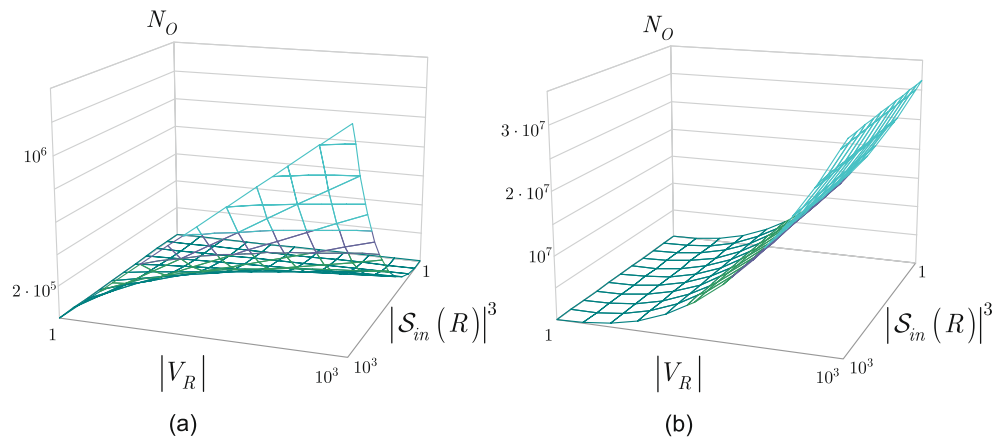 N_O
10^6
2 · 10^5
1
|V_R|
10^3
10^3
|S_in (R)|^3
1
(a)
N_O
3 · 10^7
2 · 10^7
10^7
1
|V_R|
10^3
10^3
|S_in (R)|^3
1
(b)